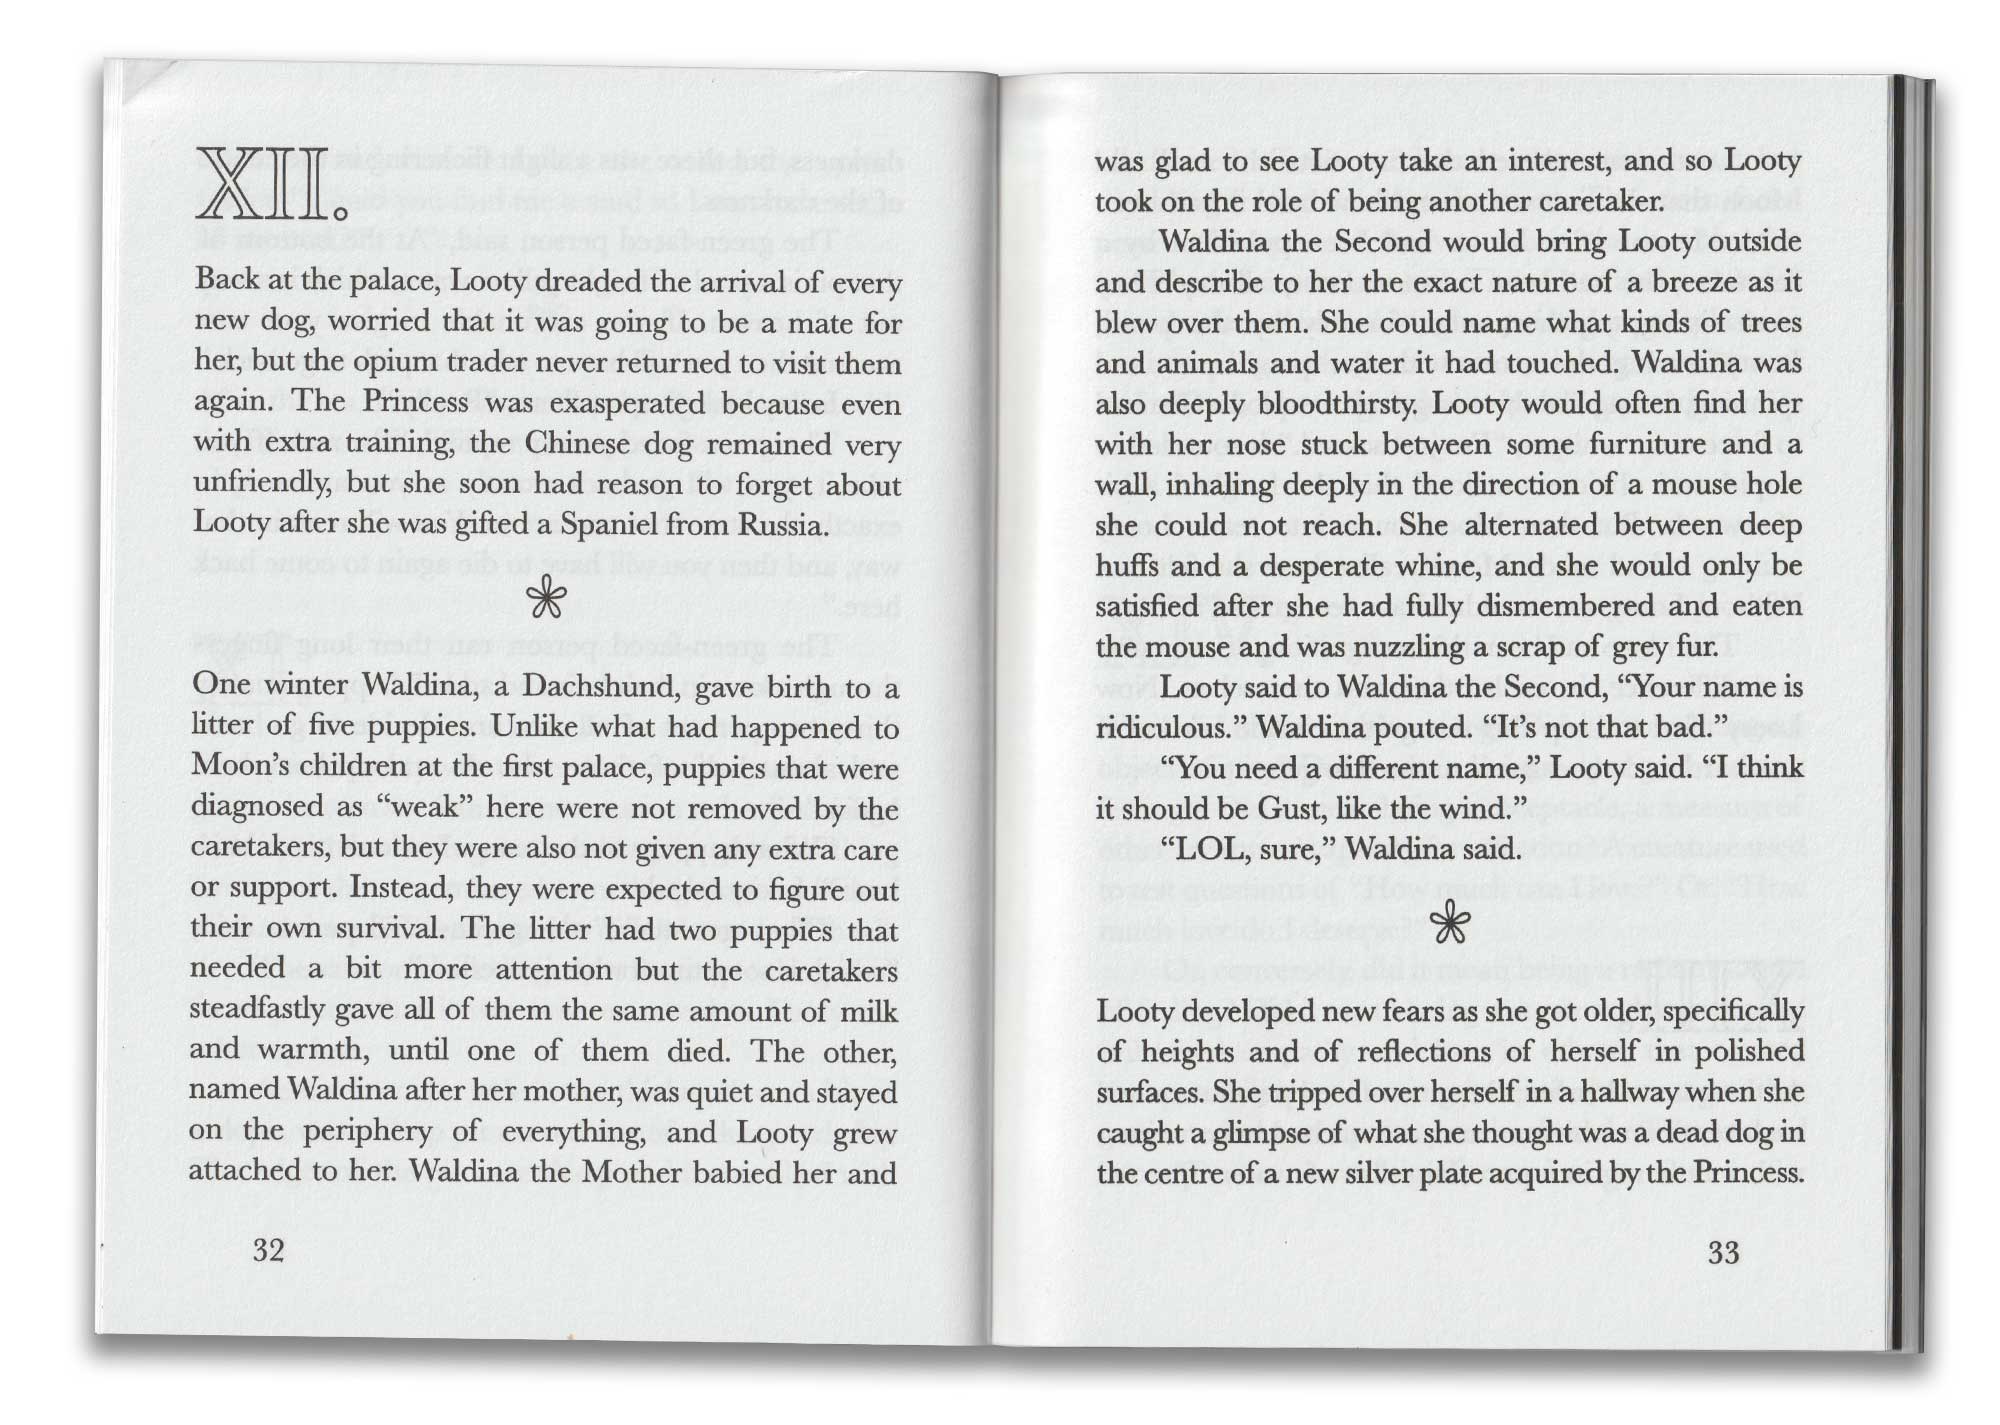 XII.
Back at the palace, Looty dreaded the arrival of every
new dog, worried that it was going to be a mate for
her, but the opium trader never returned to visit them
again. The Princess was exasperated because even
with extra training, the Chinese dog remained very
unfriendly, but she soon had reason to forget about
Looty after she was gifted a Spaniel from Russia.
One winter Waldina, a Dachshund, gave birth to a
litter of five puppies. Unlike what had happened to
Moon’s children at the first palace, puppies that were
diagnosed as “weak” here were not removed by the
caretakers, but they were also not given any extra care
or support. Instead, they were expected to figure out
their own survival. The litter had two puppies that
needed a bit more attention but the caretakers
steadfastly gave all of them the same amount of milk
and warmth, until one of them died. The other,
named Waldina after her mother, was quiet and stayed
on the periphery of everything, and Looty grew
attached to her. Waldina the Mother babied her and
32
was glad to see Looty take an interest, and so Looty
took on the role of being another caretaker.
Waldina the Second would bring Looty outside
and describe to her the exact nature of a breeze as it
blew over them. She could name what kinds of trees
and animals and water it had touched. Waldina was
also deeply bloodthirsty. Looty would often find her
with her nose stuck between some furniture and a
wall, inhaling deeply in the direction of a mouse hole
she could not reach. She alternated between deep
huffs and a desperate whine, and she would only be
satisfied after she had fully dismembered and eaten
the mouse and was nuzzling a scrap of grey fur.
Looty said to Waldina the Second, “Your name is
ridiculous.” Waldina pouted. “It’s not that bad.”
“You need a different name,” Looty said. “I think
it should be Gust, like the wind.”
“LOL, sure,” Waldina said.
Looty developed new fears as she got older, specifically
of heights and of reflections of herself in polished
surfaces. She tripped over herself in a hallway when she
caught a glimpse of what she thought was a dead dog in
the centre of a new silver plate acquired by the Princess.
33